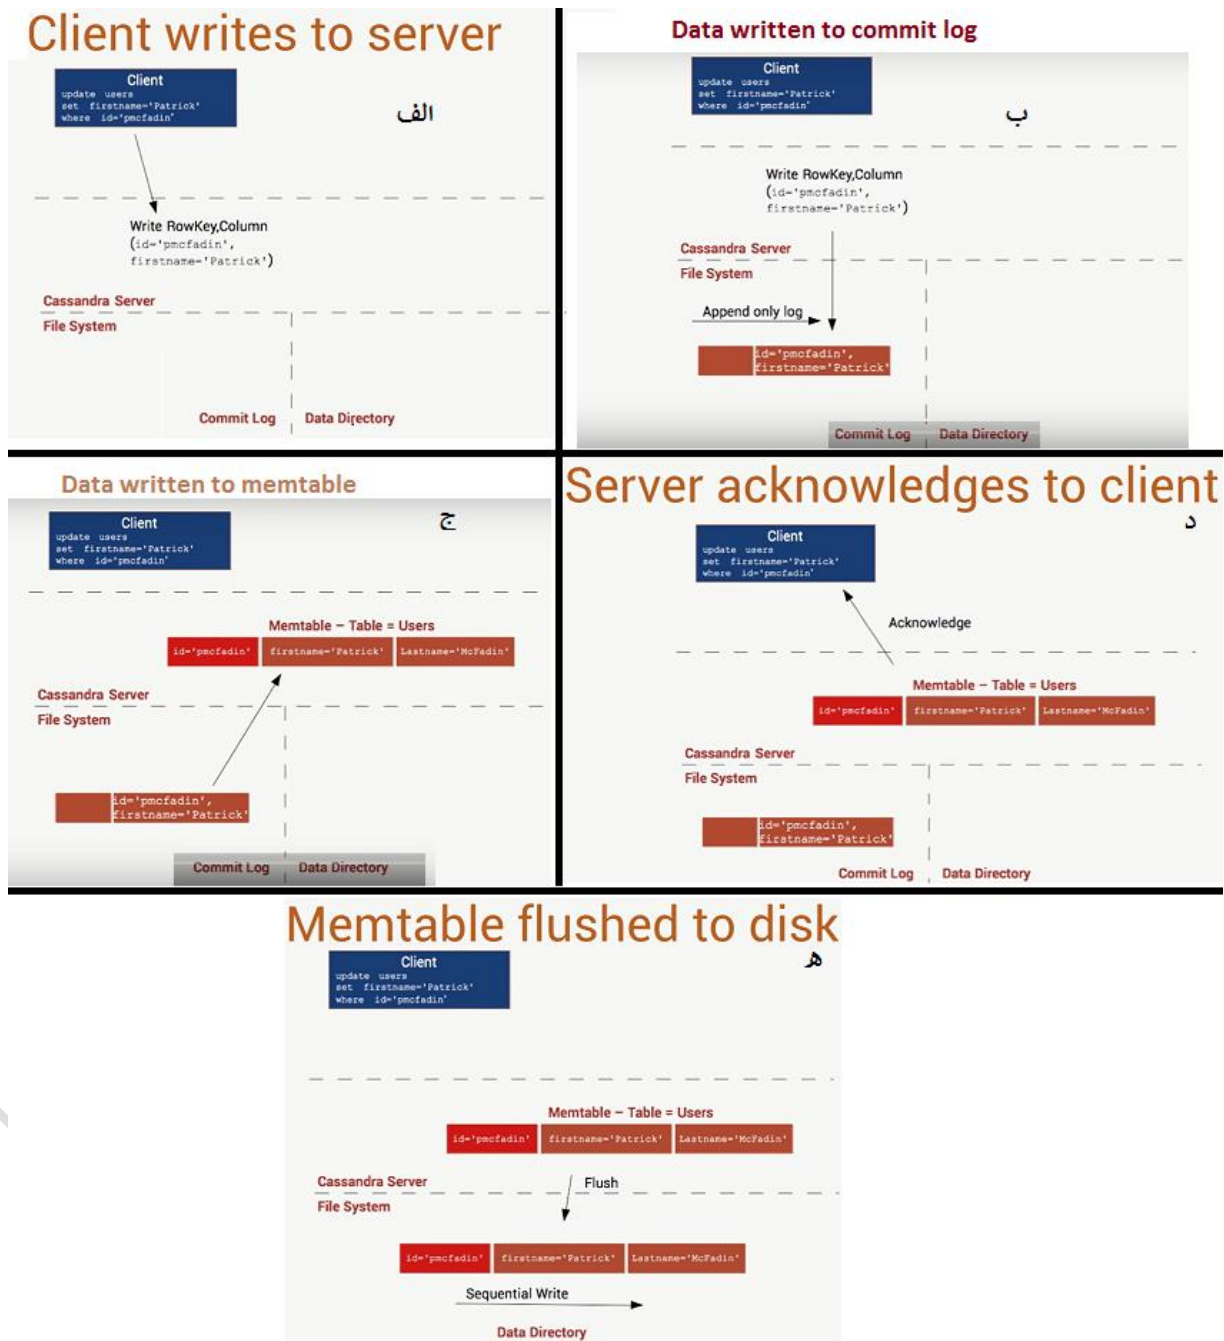 Client writes to server
Client
update users
set firstname='Patrick'
where id='pmcfadin'
الف
Write RowKey,Column
(id='pmcfadin',
firstname='Patrick')
Cassandra Server
File System
Commit Log
Data Directory
Data written to commit log
Client
update users
set firstname='Patrick'
where id='pmcfadin'
ب
Write RowKey,Column
(id='pmcfadin',
firstname='Patrick')
Cassandra Server
File System
Append only log
id='pmcfadin',
firstname='Patrick'
Commit Log
Data Directory
Data written to memtable
Client
update users
set firstname='Patrick'
where id='pmcfadin'
ج
Memtable – Table = Users
id='pmcfadin'
firstname='Patrick'
Lastname='McFadin'
Cassandra Server
File System
id='pmcfadin',
firstname='Patrick'
Commit Log
Data Directory
Server acknowledges to client
Client
update users
set firstname='Patrick'
where id='pmcfadin'
د
Acknowledge
Memtable – Table = Users
id='pmcfadin'
firstname='Patrick'
Lastname='McFadin'
Cassandra Server
File System
id='pmcfadin',
firstname='Patrick'
Commit Log
Data Directory
Memtable flushed to disk
Client
update users
set firstname='Patrick'
where id='pmcfadin'
ه
Memtable – Table = Users
id='pmcfadin'
firstname='Patrick'
Lastname='McFadin'
Cassandra Server
Flush
File System
id='pmcfadin'
firstname='Patrick'
Lastname='McFadin'
Sequential Write
Data Directory